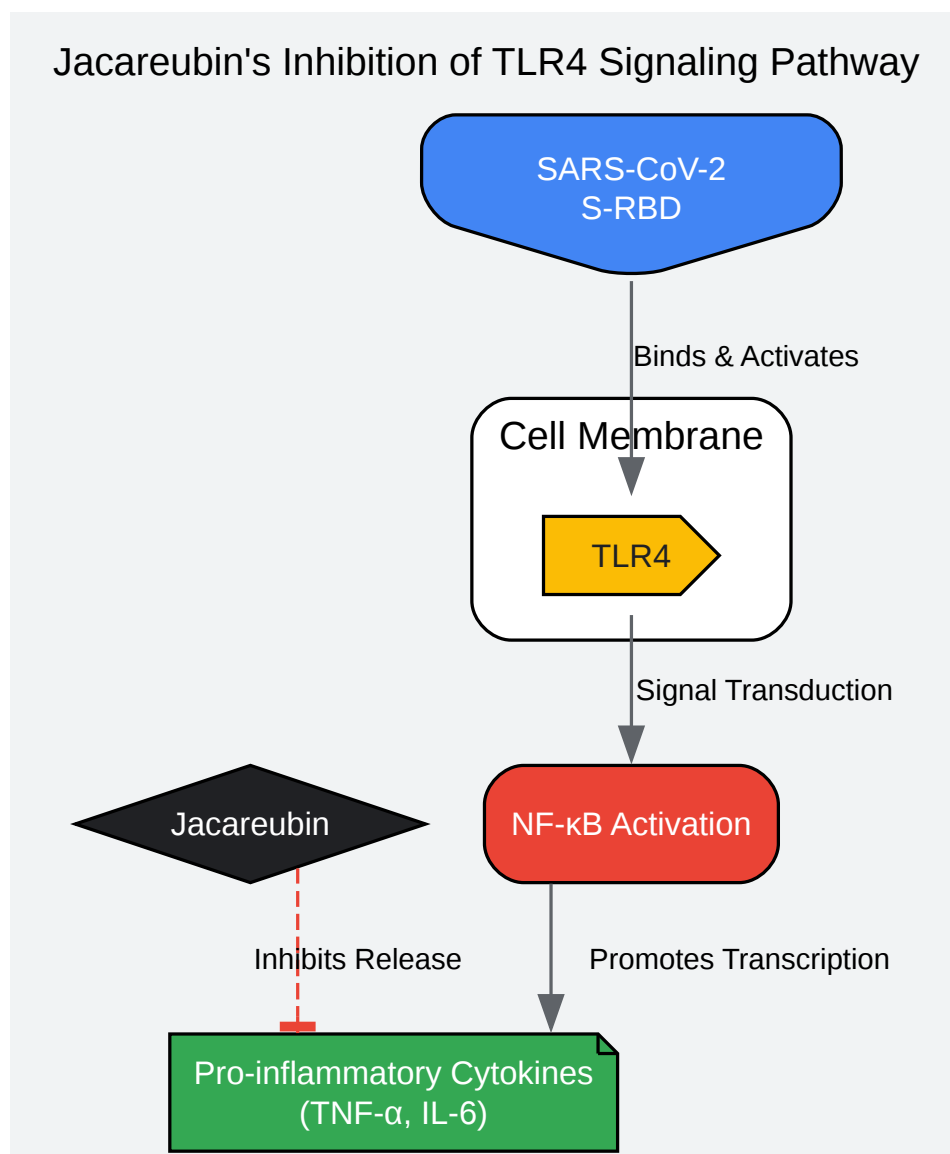 Jacareubin's Inhibition of TLR4 Signaling Pathway
SARS-CoV-2
S-RBD
Binds & Activates
Cell Membrane
TLR4
Signal Transduction
Jacareubin
NF-κB Activation
Inhibits Release
Promotes Transcription
Pro-inflammatory Cytokines
(TNF-α, IL-6)